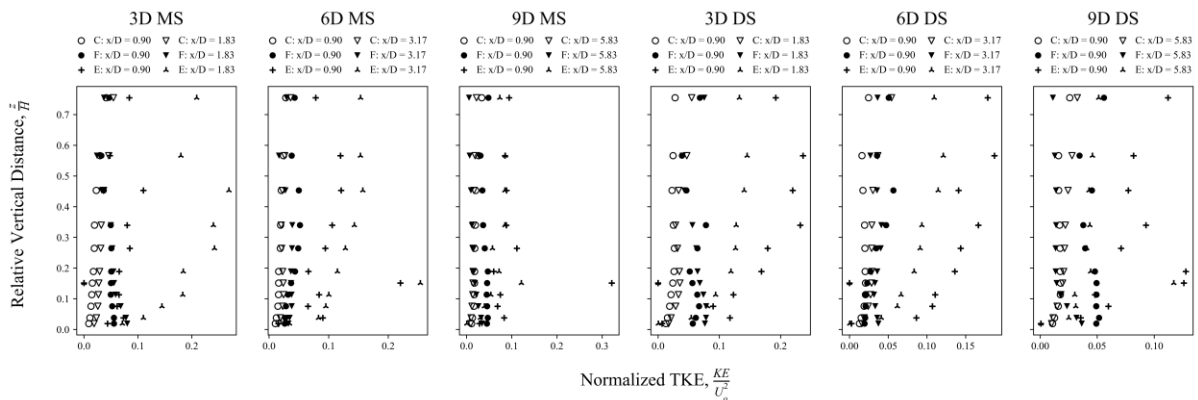 3D MS 6D MS 9D MS 3D DS 6D DS 9D DS
C: x/D = 0.90 C: x/D = 1.83 C: x/D = 0.90 C: x/D = 3.17 C: x/D = 0.90 C: x/D = 5.83 C: x/D = 0.90 C: x/D = 1.83 C: x/D = 0.90 C: x/D = 3.17 C: x/D = 0.90 C: x/D = 5.83
F: x/D = 0.90 F: x/D = 1.83 F: x/D = 0.90 F: x/D = 3.17 F: x/D = 0.90 F: x/D = 5.83 F: x/D = 0.90 F: x/D = 1.83 F: x/D = 0.90 F: x/D = 3.17 F: x/D = 0.90 F: x/D = 5.83
E: x/D = 0.90 E: x/D = 1.83 E: x/D = 0.90 E: x/D = 3.17 E: x/D = 0.90 E: x/D = 5.83 E: x/D = 0.90 E: x/D = 1.83 E: x/D = 0.90 E: x/D = 3.17 E: x/D = 0.90 E: x/D = 5.83
Relative Vertical Distance, z/H
0.7
0.6
0.5
0.4
0.3
0.2
0.1
0.0
0.0 0.1 0.2 0.0 0.1 0.2 0.0 0.1 0.2 0.3 0.0 0.1 0.2 0.00 0.05 0.10 0.15 0.00 0.05 0.10
Normalized TKE, KE/U²